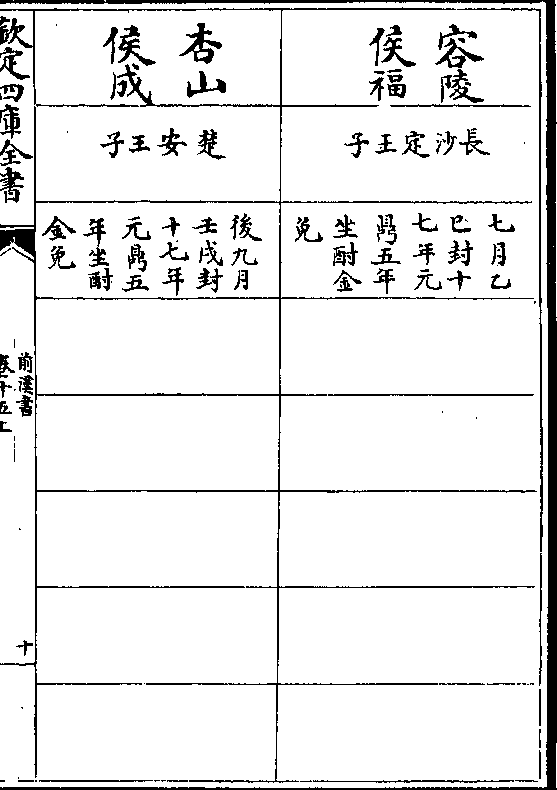 容陵
侯福
長沙定王子
七月乙
巳封十
七年元
鼎五年
坐酎金
免
杏山
侯成
楚安王子
後九月
壬戌封
十七年
元鼎五
年坐酎
金免
欽定四庫全書
前漢書
卷十五上
十